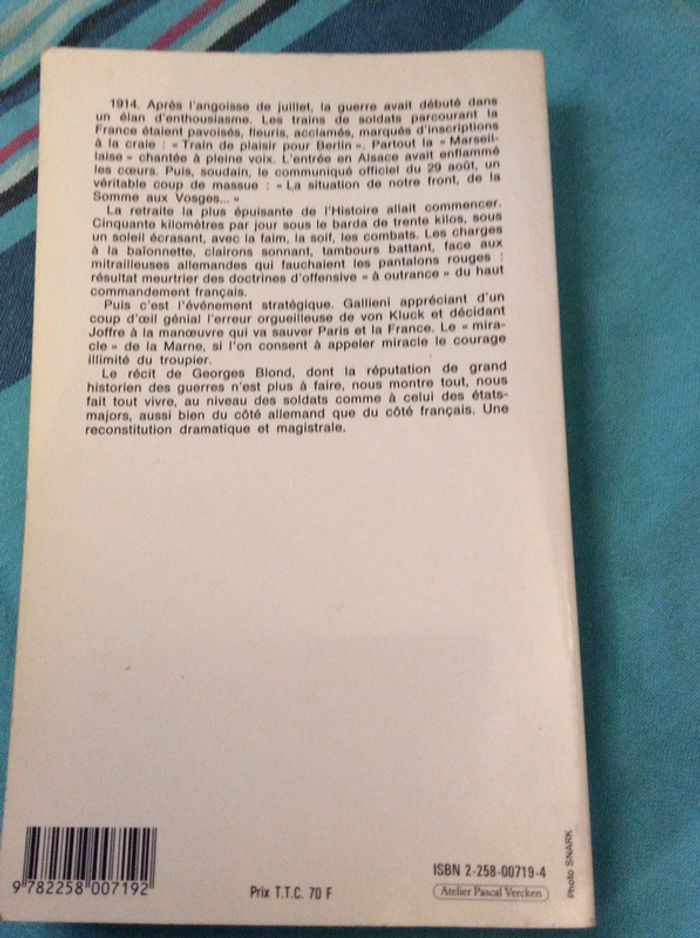 1914. Après l'angoisse de juillet, la guerre avait débuté dans
un élan d'enthousiasme. Les trains de soldats parcourant la
France étaient pavoisés, fleuris, acclamés, marqués d'inscriptions
à la craie : « Train de plaisir pour Berlin ». Partout la « Marseil-
laise » chantée à pleine voix. L'entrée en Alsace avait enflammé
les cœurs. Puis, soudain, le communiqué officiel du 29 août, un
véritable coup de massue : « La situation de notre front, de la
Somme aux Vosges... »
La retraite la plus épuisante de l'Histoire allait commencer.
Cinquante kilomètres par jour sous le barda de trente kilos, sous
un soleil écrasant, avec la faim, la soif, les combats. Les charges
à la baïonnette, clairons sonnant, tambours battant, face aux
mitrailleuses allemandes qui fauchaient les pantalons rouges :
résultat meurtrier des doctrines d'offensive « à outrance » du haut
commandement français.
Puis c'est l'événement stratégique. Gallieni appréciant d'un
coup d'œil génial l'erreur orgueilleuse de von Kluck et décidant
Joffre à la manœuvre qui va sauver Paris et la France. Le « mira-
cle » de la Marne, si l'on consent à appeler miracle le courage
illimité du troupier.
Le récit de Georges Blond, dont la réputation de grand
historien des guerres n'est plus à faire, nous montre tout, nous
fait tout vivre, au niveau des soldats comme à celui des états-
majors, aussi bien du côté allemand que du côté français. Une
reconstitution dramatique et magistrale.
9 782258 007192
Prix T.T.C. 70 F
ISBN 2-258-00719-4
Atelier Pascal Vercken
Photo SNARK